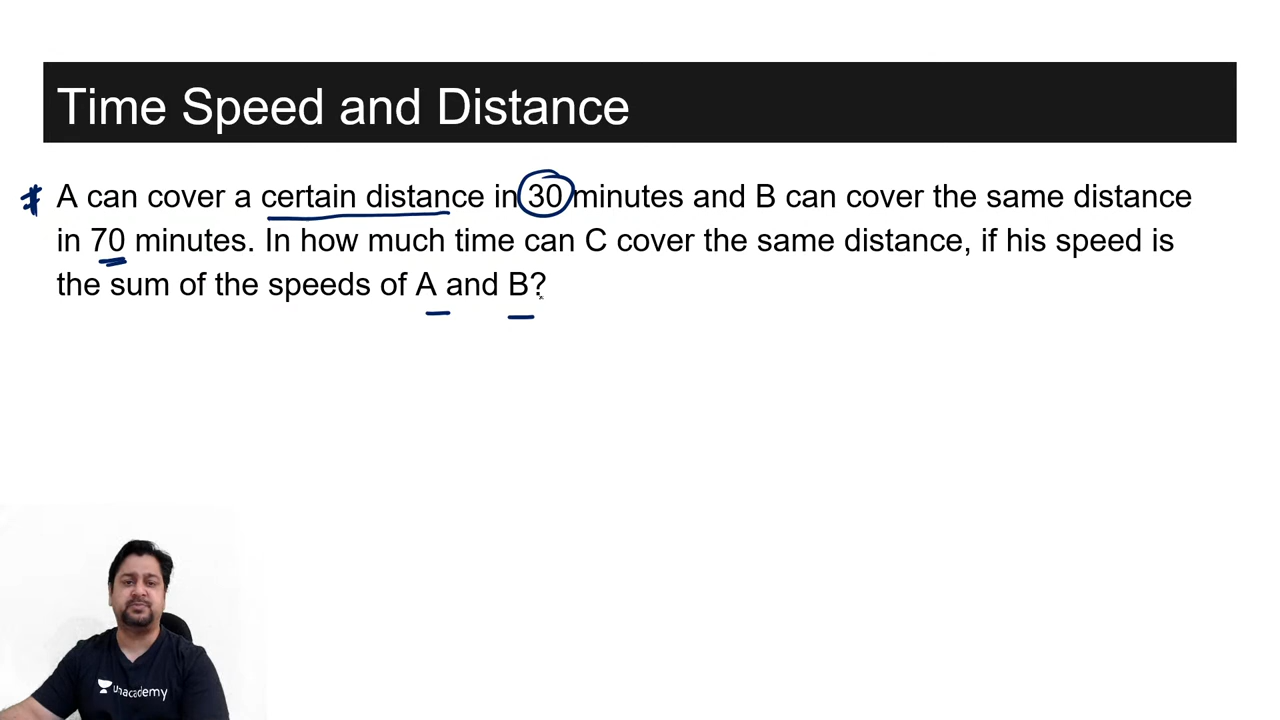 Time Speed and Distance
A can cover a certain distance in 30 minutes and B can cover the same distance
in 70 minutes. In how much time can C cover the same distance, if his speed is
the sum of the speeds of A and B?
unacademy